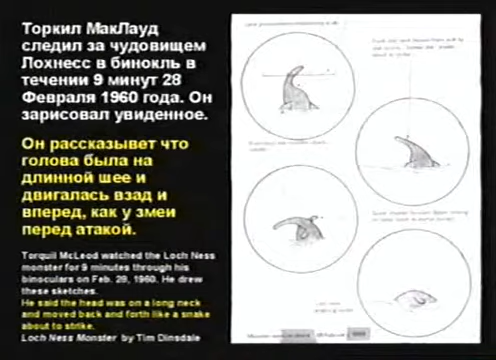 Торкил МакЛауд
следил за чудовищем
Лохнесс в бинокль в
течении 9 минут 28
Февраля 1960 года. Он
зарисовал увиденное.
Он рассказывет что
голова была на
длинной шее и
двигалась взад и
вперед, как у змеи
перед атакой.
Torquil McLeod watched the Loch Ness
monster for 9 minutes through his
binoculars on Feb. 28, 1960. He drew
these sketches.
He said the head was on a long neck
and moved back and forth like a snake
about to strike.
Loch Ness Monster by Tim Dinsdale